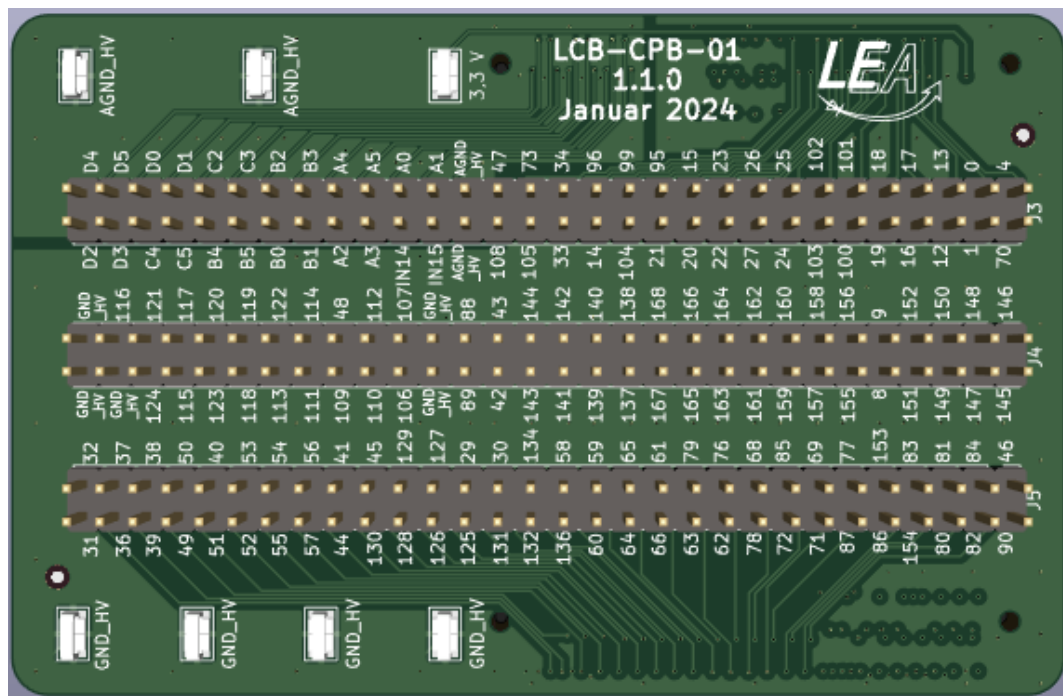 AGND_HV
AGND_HV
3,3 V
LCB-CPB-01
1.1.0
Januar 2024
LEA
D4 D5 D0 D1 C2 C3 B2 B3 A4 A5 A0 A1 AGND_HV 47 73 34 96 99 95 15 23 26 25 102 101 18 17 13 0 4
J3
D2 D3 C4 C5 B4 B5 B0 B1 A2 A3 IN14 IN15 AGND_HV 108 105 33 14 104 21 20 22 27 24 103 100 19 16 12 1 70
GND_HV 116 121 117 120 119 122 114 48 112 107 GND_HV 88 43 144 142 140 138 168 166 164 162 160 158 156 9 152 150 148 146
J4
GND_HV GND_HV 124 115 123 118 113 111 109 110 106 GND_HV 89 42 143 141 139 137 167 165 163 161 159 157 155 8 151 149 147 145
32 37 38 50 40 53 54 56 41 45 129 127 29 30 134 58 59 65 61 79 76 68 85 69 77 153 83 81 84 46
J5
31 36 39 49 51 52 55 57 44 130 128 126 125 131 132 136 60 64 66 63 62 78 72 71 87 86 154 80 82 90
GND_HV
GND_HV
GND_HV
GND_HV